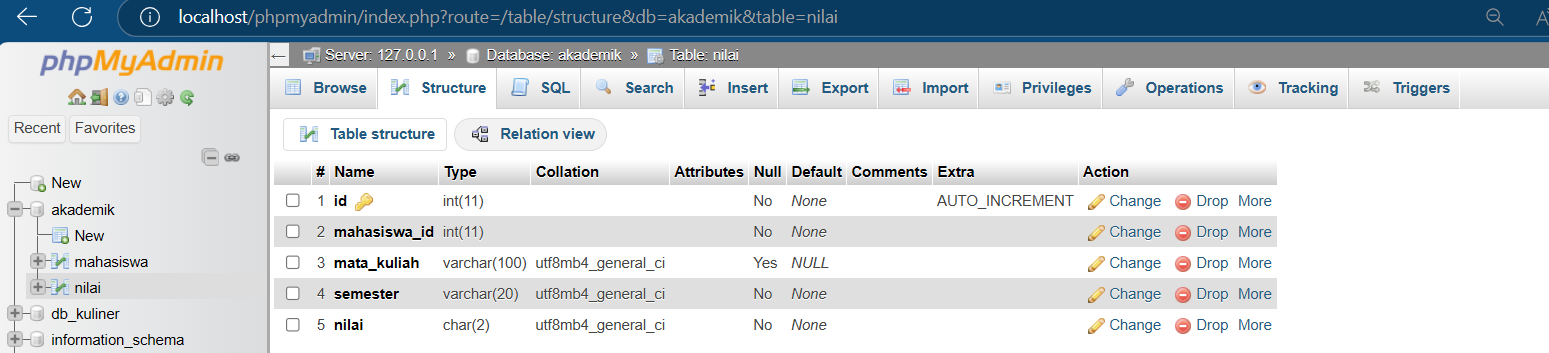 localhost/phpmyadmin/index.php?route=/table/structure&db=akademik&table=nilai
phpMyAdmin
Recent Favorites
New
akademik
New
mahasiswa
nilai
db_kuliner
information_schema
Server: 127.0.0.1 » Database: akademik » Table: nilai
Browse Structure SQL Search Insert Export Import Privileges Operations Tracking Triggers
Table structure Relation view
# Name Type Collation Attributes Null Default Comments Extra Action
1 id int(11) No None AUTO_INCREMENT Change Drop More
2 mahasiswa_id int(11) No None Change Drop More
3 mata_kuliah varchar(100) utf8mb4_general_ci Yes NULL Change Drop More
4 semester varchar(20) utf8mb4_general_ci No None Change Drop More
5 nilai char(2) utf8mb4_general_ci No None Change Drop More